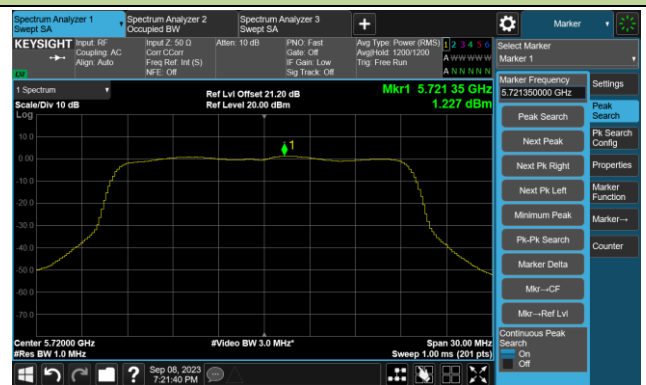 Spectrum Analyzer 1
Swept SA
Spectrum Analyzer 2
Occupied BW
Spectrum Analyzer 3
Swept SA
+
Marker
KEYSIGHT
Input: RF
Coupling: AC
Align: Auto
Input Z: 50 Ω
Corr CCorr
Freq Ref: Int (S)
NFE: Off
Atten: 10 dB
PNO: Fast
Gate: Off
IF Gain: Low
Sig Track: Off
Avg Type: Power (RMS)
Avg|Hold: 1200/1200
Trig: Free Run
1 2 3 4 5 6
A W W W W W
A N N N N N
Select Marker
Marker 1
1 Spectrum
Scale/Div 10 dB
Log
Ref Lvl Offset 21.20 dB
Ref Level 20.00 dBm
Mkr1 5.721 35 GHz
1.227 dBm
10.0
0.00
-10.0
-20.0
-30.0
-40.0
-50.0
-60.0
-70.0
1
Center 5.72000 GHz
#Res BW 1.0 MHz
#Video BW 3.0 MHz*
Span 30.00 MHz
Sweep 1.00 ms (201 pts)
Marker Frequency
5.721350000 GHz
Peak Search
Next Peak
Next Pk Right
Next Pk Left
Minimum Peak
Pk-Pk Search
Marker Delta
Mkr→CF
Mkr→Ref Lvl
Continuous Peak
Search
On
Off
Settings
Peak
Search
Pk Search
Config
Properties
Marker
Function
Marker→
Counter
?
Sep 08, 2023
7:21:40 PM